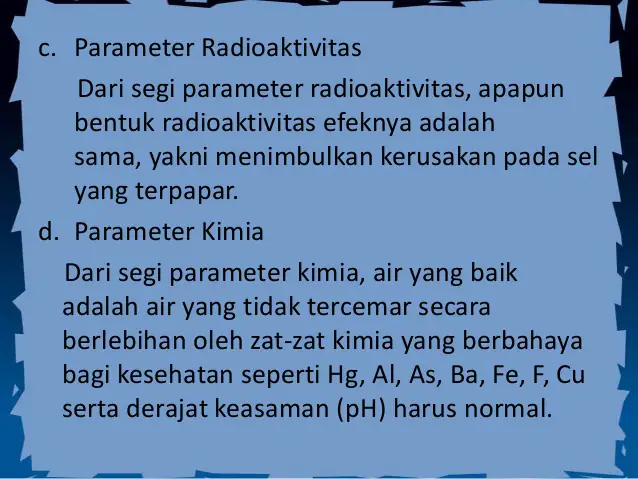 c. Parameter Radioaktivitas
Dari segi parameter radioaktivitas, apapun
bentuk radioaktivitas efeknya adalah
sama, yakni menimbulkan kerusakan pada sel
yang terpapar.
d. Parameter Kimia
Dari segi parameter kimia, air yang baik
adalah air yang tidak tercemar secara
berlebihan oleh zat-zat kimia yang berbahaya
bagi kesehatan seperti Hg, Al, As, Ba, Fe, F, Cu
serta derajat keasaman (pH) harus normal.